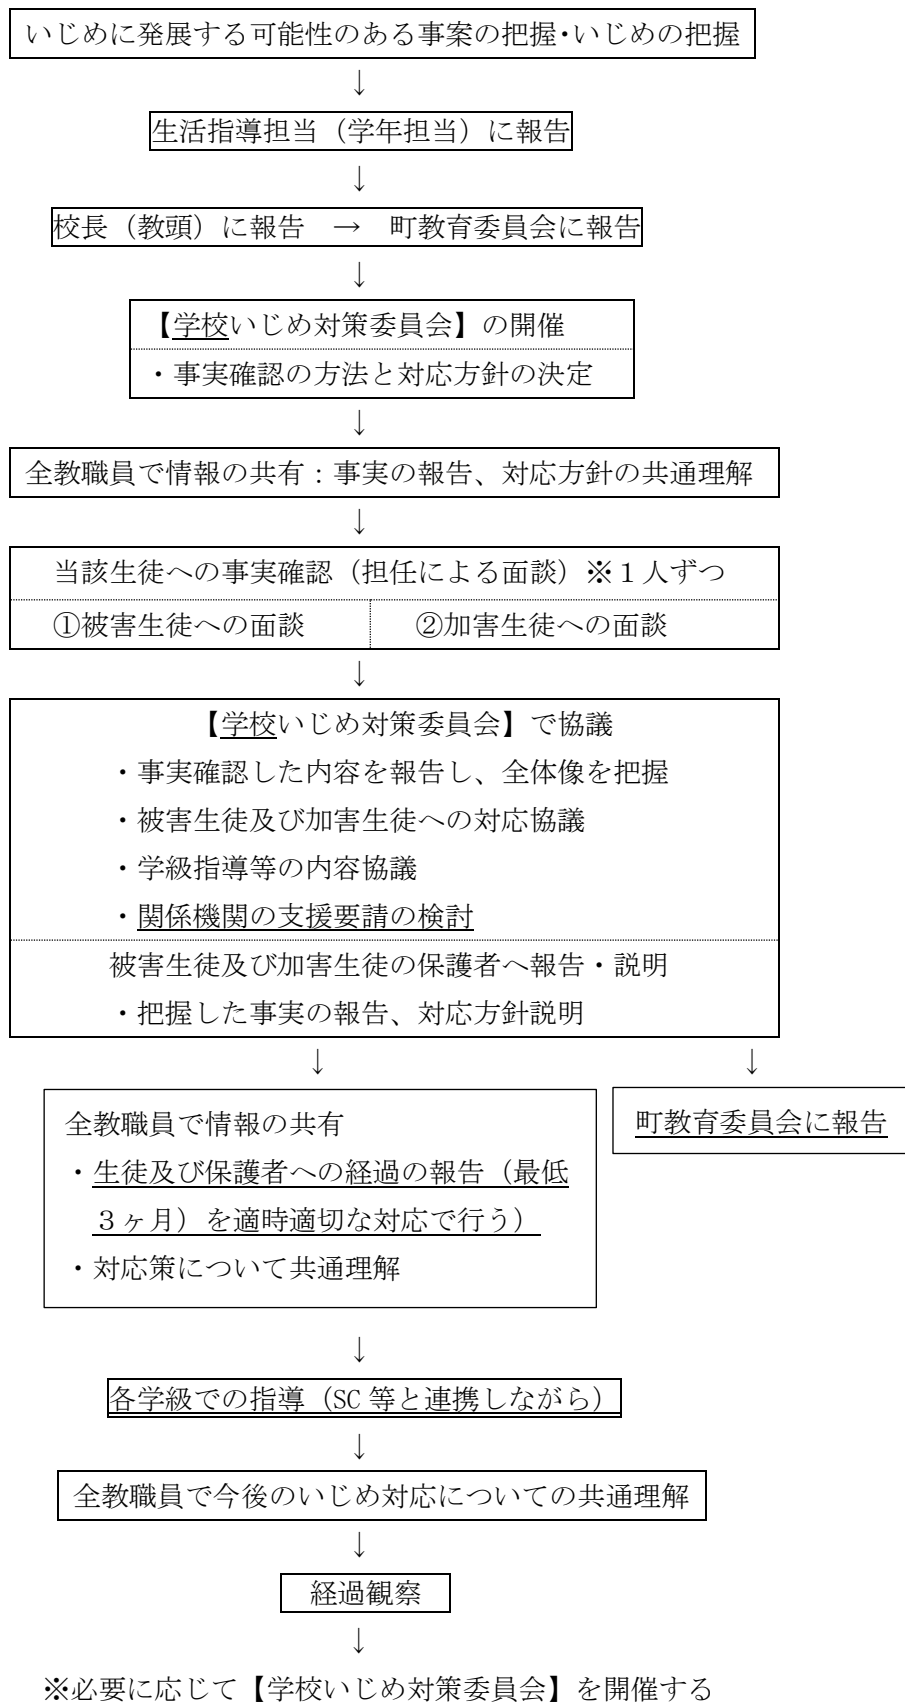 いじめに発展する可能性のある事案の把握・いじめの把握
↓
生活指導担当（学年担当）に報告
↓
校長（教頭）に報告　→　町教育委員会に報告
↓
【学校いじめ対策委員会】の開催
・事実確認の方法と対応方針の決定
↓
全教職員で情報の共有：事実の報告、対応方針の共通理解
↓
当該生徒への事実確認（担任による面談）※１人ずつ
①被害生徒への面談　②加害生徒への面談
↓
【学校いじめ対策委員会】で協議
・事実確認した内容を報告し、全体像を把握
・被害生徒及び加害生徒への対応協議
・学級指導等の内容協議
・関係機関の支援要請の検討
被害生徒及び加害生徒の保護者へ報告・説明
・把握した事実の報告、対応方針説明
↓　↓
全教職員で情報の共有
・生徒及び保護者への経過の報告（最低
３ヶ月）を適時適切な対応で行う）
・対応策について共通理解
町教育委員会に報告
↓
各学級での指導（SC 等と連携しながら）
↓
全教職員で今後のいじめ対応についての共通理解
↓
経過観察
↓
※必要に応じて【学校いじめ対策委員会】を開催する